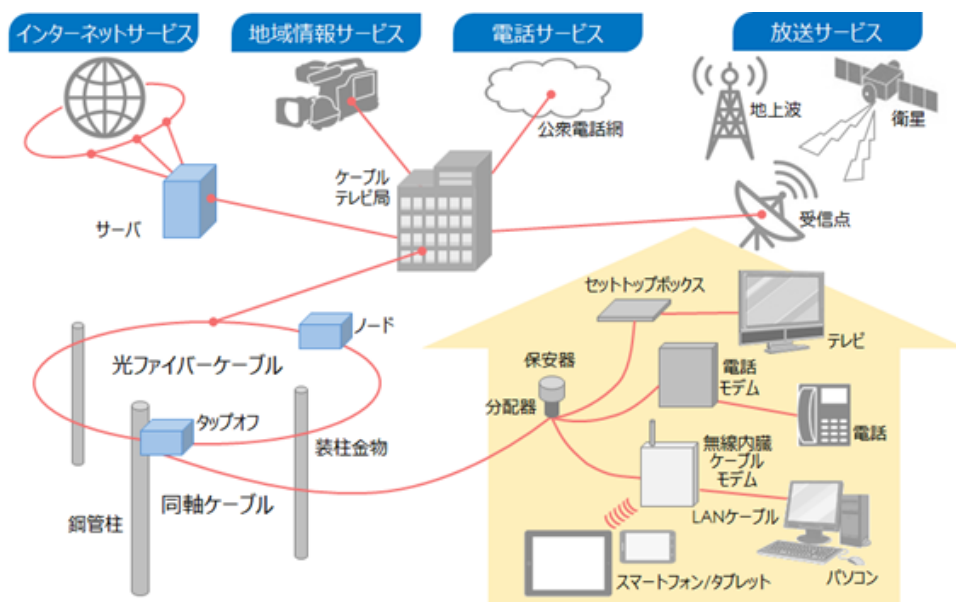 インターネットサービス
地域情報サービス
電話サービス
放送サービス
公衆電話網
地上波
衛星
ケーブル
テレビ局
サーバ
受信点
セットトップボックス
ノード
テレビ
光ファイバーケーブル
保安器
電話
モデム
分配器
タップオフ
電話
装柱金物
無線内臓
ケーブル
モデム
同軸ケーブル
鋼管柱
LANケーブル
スマートフォン/タブレット
パソコン